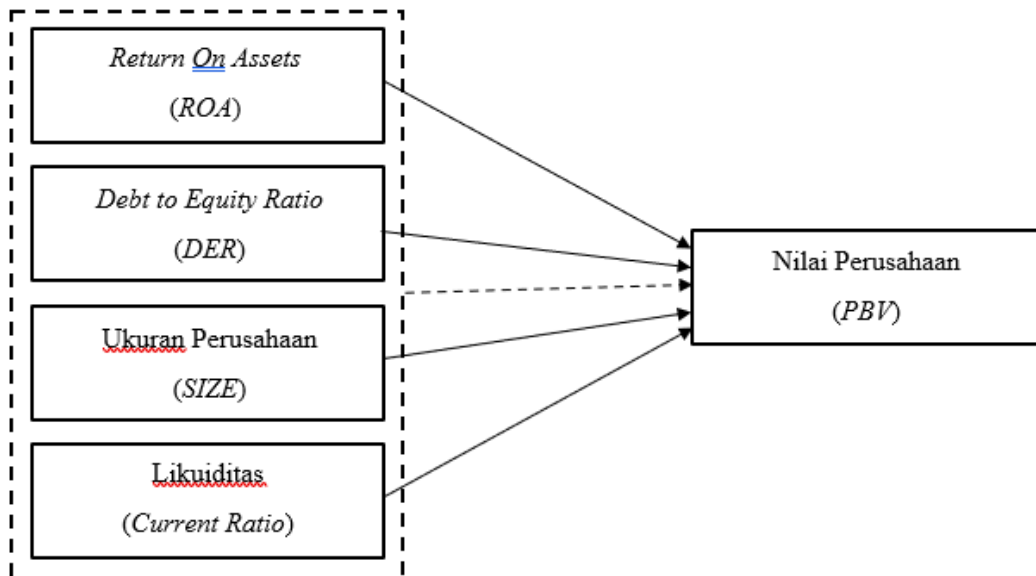 Return On Assets
(ROA)
Debt to Equity Ratio
(DER)
Ukuran Perusahaan
(SIZE)
Likuiditas
(Current Ratio)
Nilai Perusahaan
(PBV)